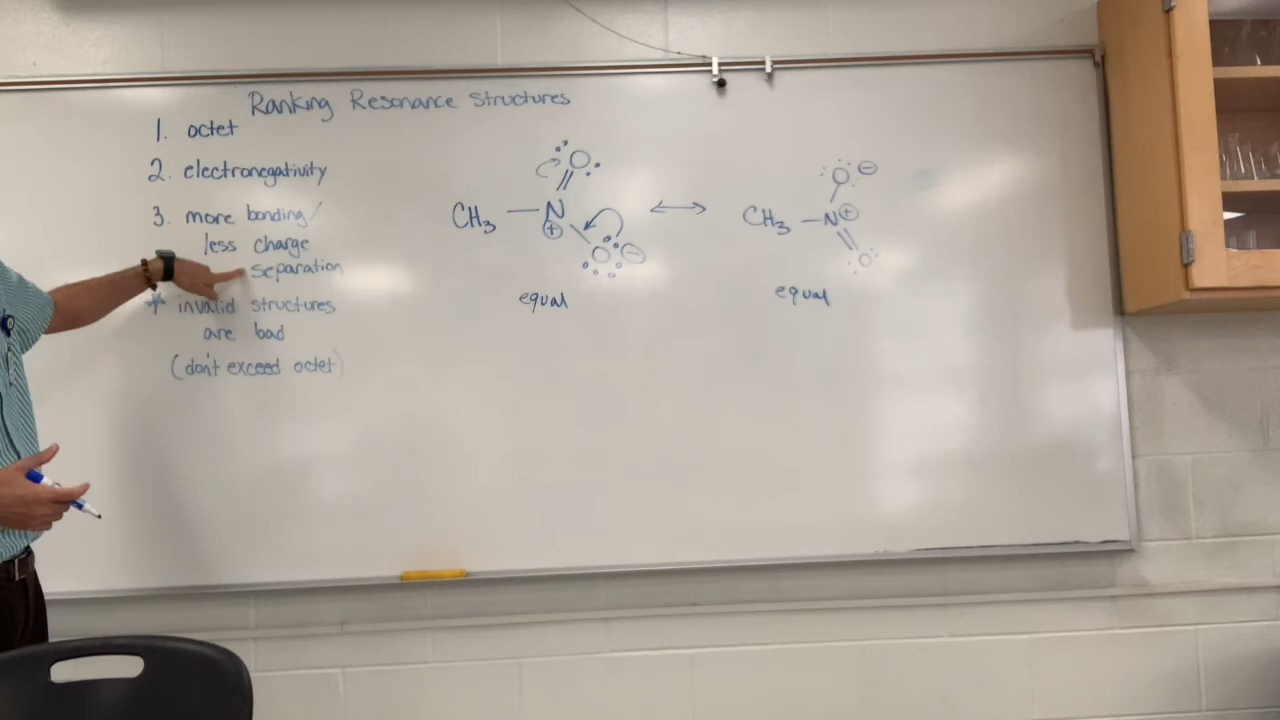 Ranking Resonance Structures
1. octet
2. electronegativity
3. more bonding/
less charge
separation
* invalid structures
are bad
(don't exceed octet)
O
CH₃ — N
⊕
O ⊖
equal
↔
O ⊖
CH₃ — N ⊕
O
equal